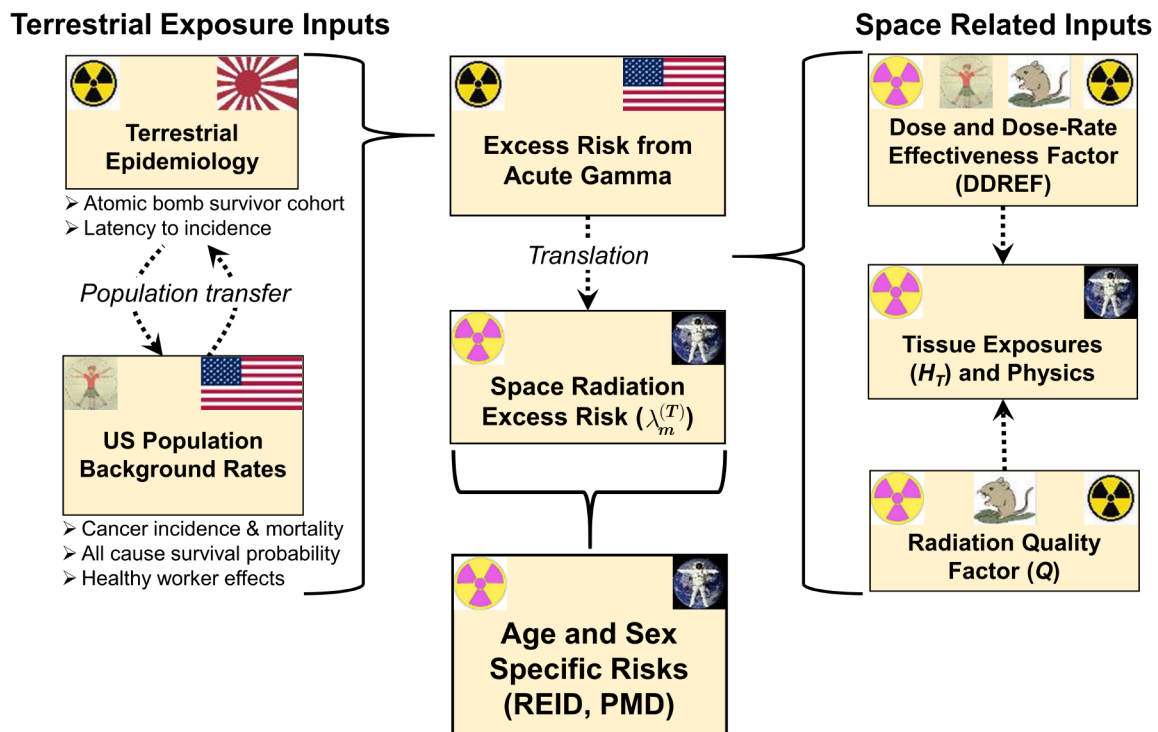 Terrestrial Exposure Inputs
Terrestrial
Epidemiology
➢ Atomic bomb survivor cohort
➢ Latency to incidence
Population transfer
US Population
Background Rates
➢ Cancer incidence & mortality
➢ All cause survival probability
➢ Healthy worker effects
Excess Risk from
Acute Gamma
Translation
Space Radiation
Excess Risk (λ_m^(T))
Age and Sex
Specific Risks
(REID, PMD)
Space Related Inputs
Dose and Dose-Rate
Effectiveness Factor
(DDREF)
Tissue Exposures
(H_T) and Physics
Radiation Quality
Factor (Q)